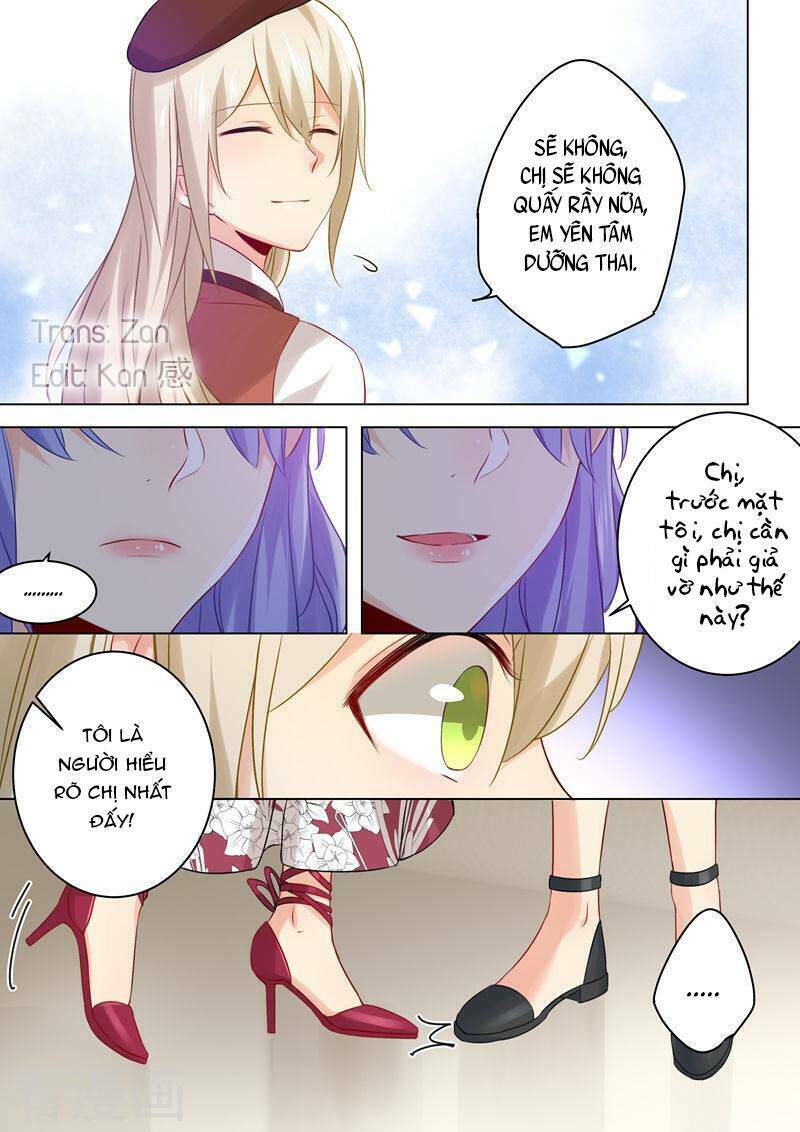 SẼ KHÔNG,
CHỊ SẼ KHÔNG
QUẤY RẦY NỮA,
EM YÊN TÂM
DƯỠNG THAI.
Trans: Zan
Edit: Kan 感
Chị,
trước mặt
tôi, chị cần
gì phải giả
vờ như thế
này?
..........
TÔI LÀ
NGƯỜI HIỂU
RÕ CHỊ NHẤT
ĐẤY!
.....
漫画